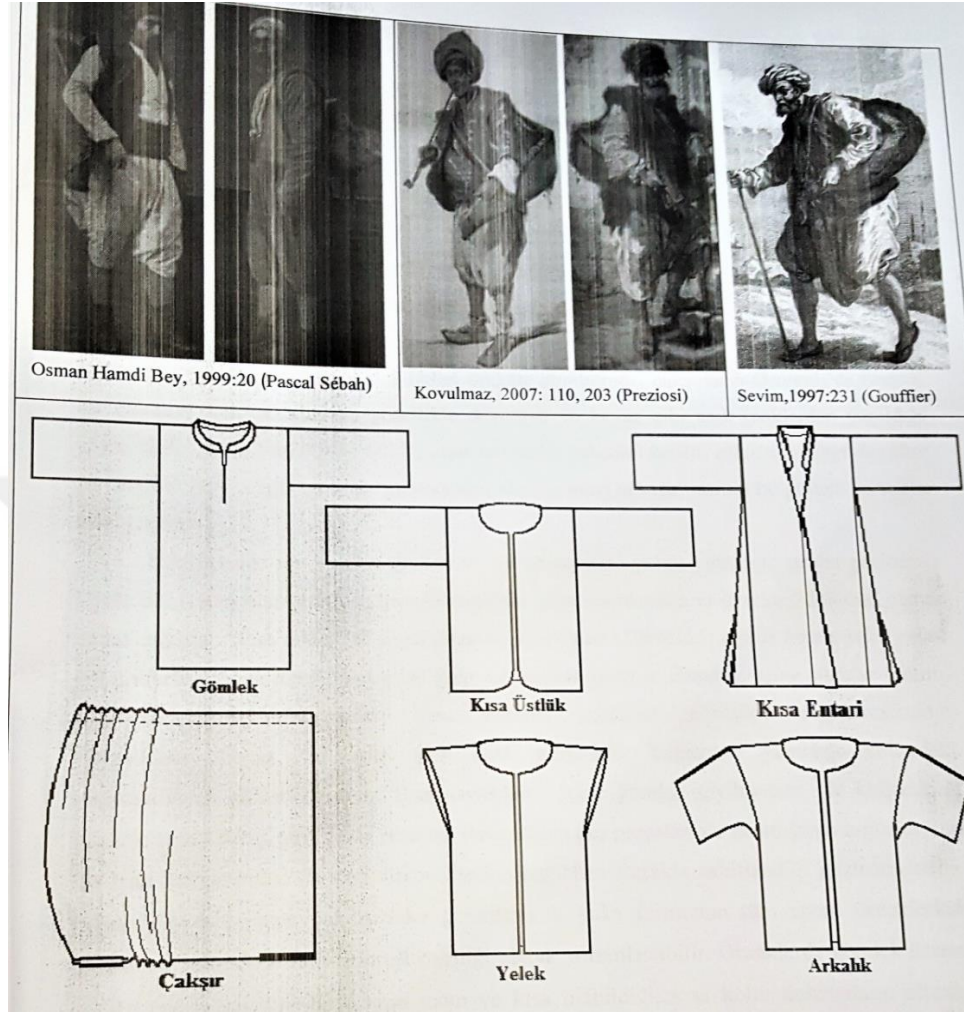 Osman Hamdi Bey, 1999:20 (Pascal Sébah)
Kovulmaz, 2007: 110, 203 (Preziosi)
Sevim,1997:231 (Gouffier)
Gömlek
Kısa Üstlük
Kısa Entari
Çakşır
Yelek
Arkalık